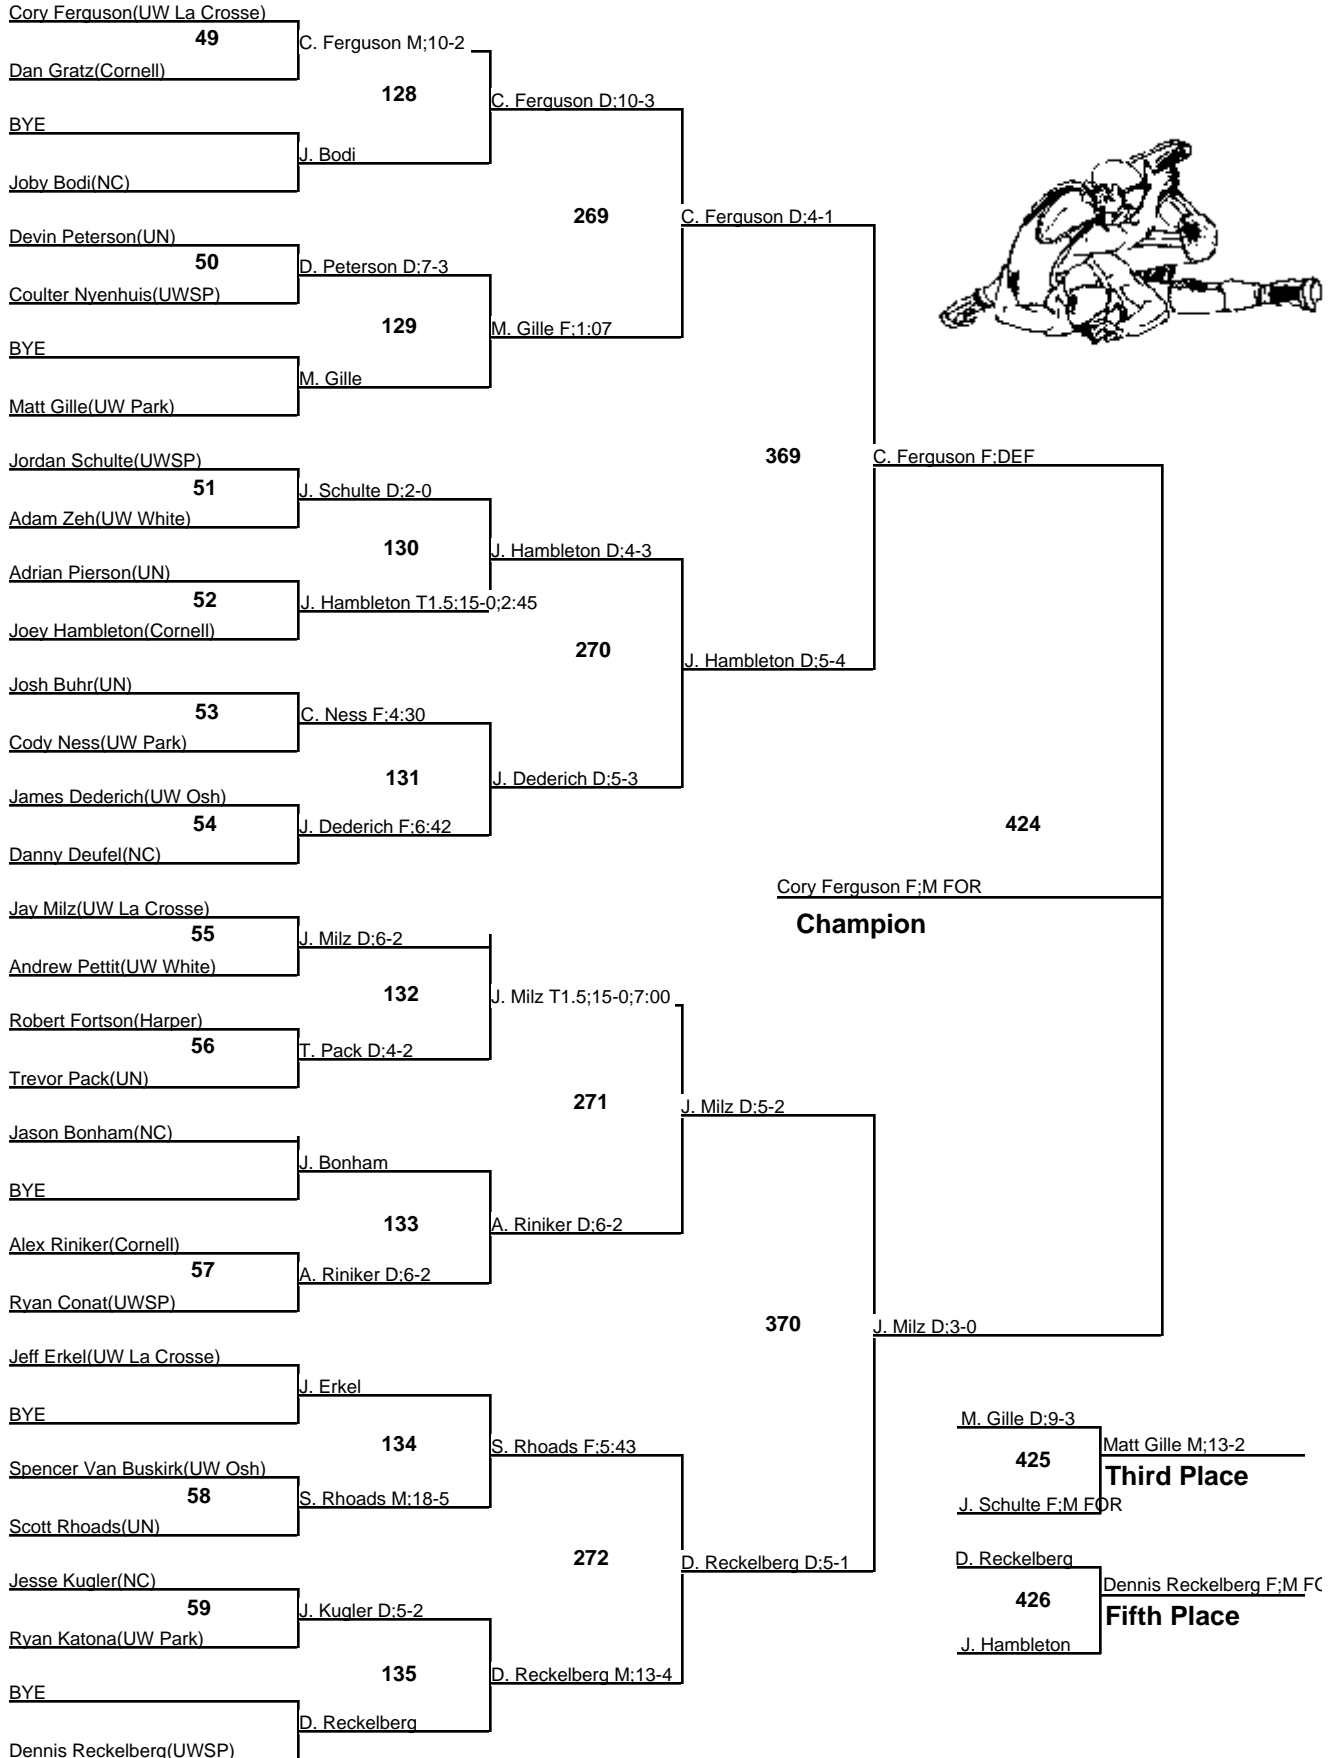 Cory Ferguson(UW La Crosse)
49
C. Ferguson M;10-2
Dan Gratz(Cornell)
128
C. Ferguson D;10-3
BYE
J. Bodi
Joby Bodi(NC)
269
C. Ferguson D;4-1
Devin Peterson(UN)
50
D. Peterson D;7-3
Coulter Nyenhuis(UWSP)
129
M. Gille F;1:07
BYE
M. Gille
Matt Gille(UW Park)
369
C. Ferguson F;DEF
Jordan Schulte(UWSP)
51
J. Schulte D;2-0
Adam Zeh(UW White)
130
J. Hambleton D;4-3
Adrian Pierson(UN)
52
J. Hambleton T1.5;15-0;2:45
Joey Hambleton(Cornell)
270
J. Hambleton D;5-4
Josh Buhr(UN)
53
C. Ness F;4:30
Cody Ness(UW Park)
131
J. Dederich D;5-3
James Dederich(UW Osh)
54
J. Dederich F;6:42
Danny Deufel(NC)
424
Cory Ferguson F;M FOR
Champion
Jay Milz(UW La Crosse)
55
J. Milz D;6-2
Andrew Pettit(UW White)
132
J. Milz T1.5;15-0;7:00
Robert Fortson(Harper)
56
T. Pack D;4-2
Trevor Pack(UN)
271
J. Milz D;5-2
Jason Bonham(NC)
J. Bonham
BYE
133
A. Riniker D;6-2
Alex Riniker(Cornell)
57
A. Riniker D;6-2
Ryan Conat(UWSP)
370
J. Milz D;3-0
Jeff Erkel(UW La Crosse)
J. Erkel
BYE
134
S. Rhoads F;5:43
Spencer Van Buskirk(UW Osh)
58
S. Rhoads M;18-5
Scott Rhoads(UN)
272
D. Reckelberg D;5-1
Jesse Kugler(NC)
59
J. Kugler D;5-2
Ryan Katona(UW Park)
135
D. Reckelberg M;13-4
BYE
D. Reckelberg
Dennis Reckelberg(UWSP)
M. Gille D;9-3
425
Matt Gille M;13-2
Third Place
J. Schulte F;M FOR
D. Reckelberg
426
Dennis Reckelberg F;M FO
Fifth Place
J. Hambleton